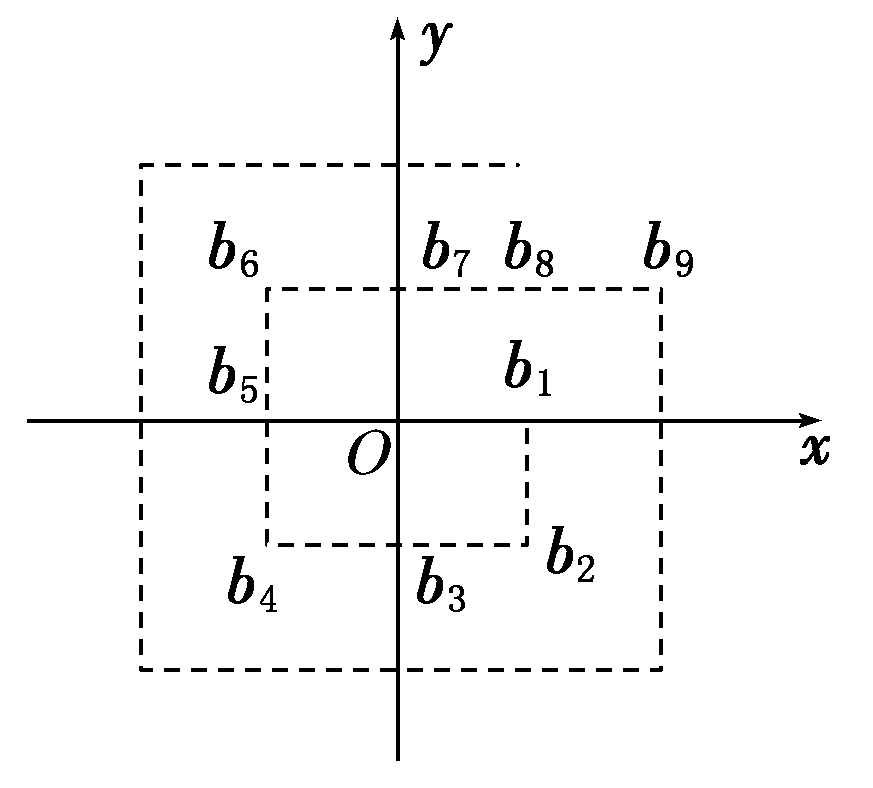 y
b₆ b₇ b₈ b₉
b₅ b₁
O x
b₄ b₃ b₂